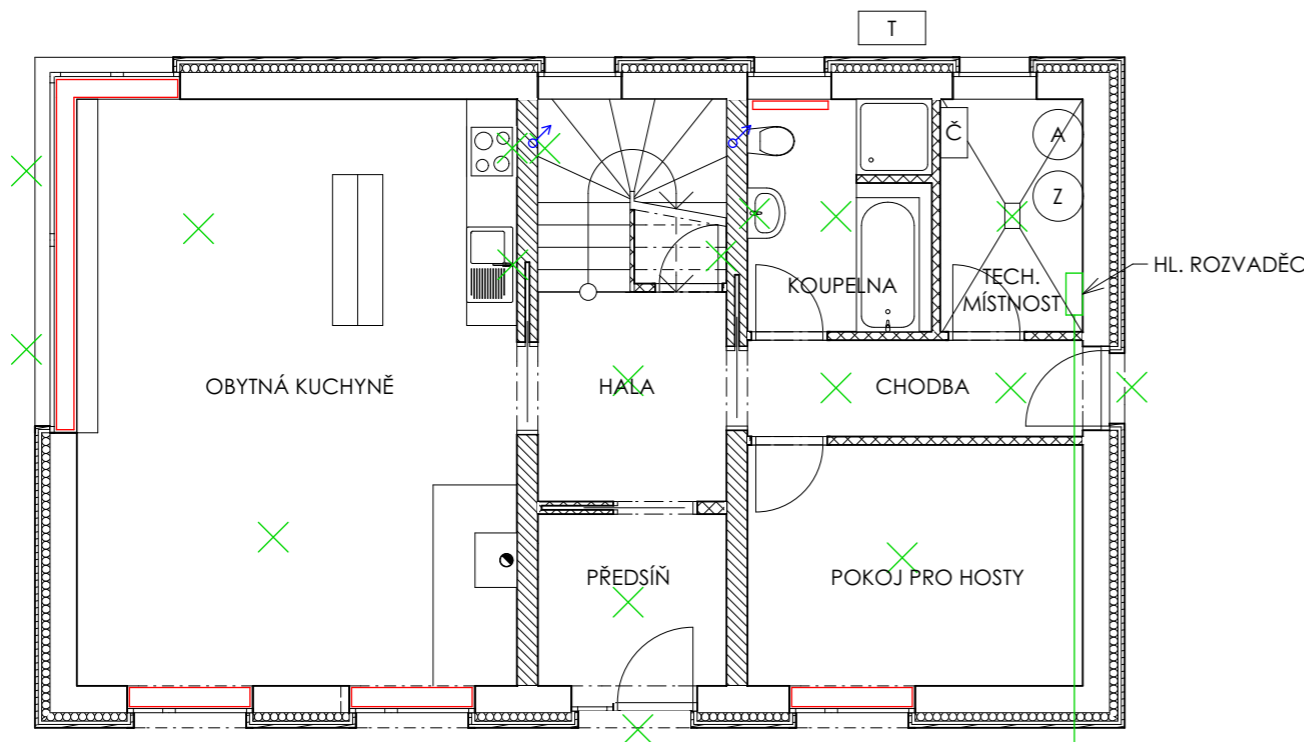 T
Č
A
Z
KOUPELNA
TECH.
MÍSTNOST
HL. ROZVADĚČ
OBYTNÁ KUCHYNĚ
HALA
CHODBA
PŘEDSÍŇ
POKOJ PRO HOSTY